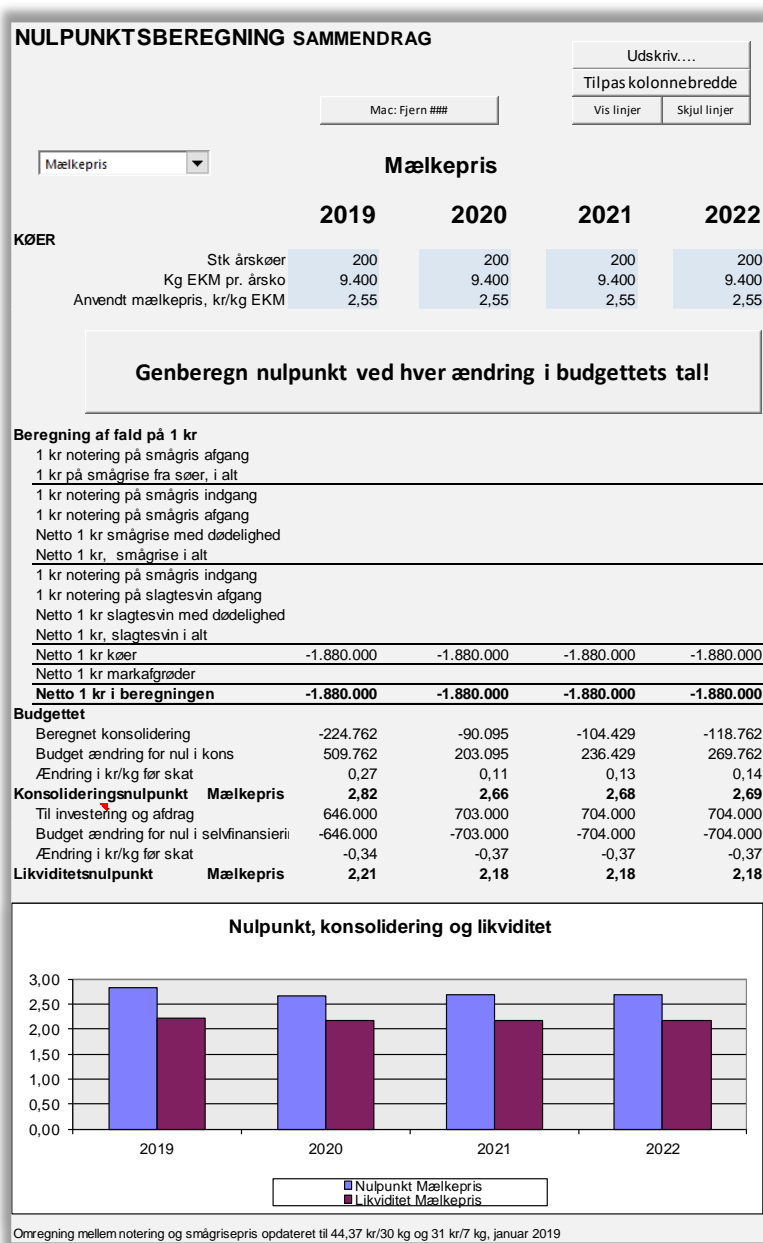 NULPUNKTSBEREGNING SAMMENDRAG
Udskriv....
Tilpas kolonnebredde
Mac: Fjern ###
Vis linjer
Skjul linjer
Mælkepris
Mælkepris
2019 2020 2021 2022
KØER
Stk årskøer 200 200 200 200
Kg EKM pr. årsko 9.400 9.400 9.400 9.400
Anvendt mælkepris, kr/kg EKM 2,55 2,55 2,55 2,55
Genberegn nulpunkt ved hver ændring i budgettets tal!
Beregning af fald på 1 kr
1 kr notering på smågris afgang
1 kr på smågrise fra søer, i alt
1 kr notering på smågris indgang
1 kr notering på smågris afgang
Netto 1 kr smågrise med dødelighed
Netto 1 kr, smågrise i alt
1 kr notering på smågris indgang
1 kr notering på slagtesvin afgang
Netto 1 kr slagtesvin med dødelighed
Netto 1 kr, slagtesvin i alt
Netto 1 kr køer -1.880.000 -1.880.000 -1.880.000 -1.880.000
Netto 1 kr markafgrøder
Netto 1 kr i beregningen -1.880.000 -1.880.000 -1.880.000 -1.880.000
Budgettet
Beregnet konsolidering -224.762 -90.095 -104.429 -118.762
Budget ændring for nul i kons 509.762 203.095 236.429 269.762
Ændring i kr/kg før skat 0,27 0,11 0,13 0,14
Konsolideringsnulpunkt Mælkepris 2,82 2,66 2,68 2,69
Til investering og afdrag 646.000 703.000 704.000 704.000
Budget ændring for nul i selvfinansieri -646.000 -703.000 -704.000 -704.000
Ændring i kr/kg før skat -0,34 -0,37 -0,37 -0,37
Likviditetsnulpunkt Mælkepris 2,21 2,18 2,18 2,18
Nulpunkt, konsolidering og likviditet
3,00
2,50
2,00
1,50
1,00
0,50
0,00
2019 2020 2021 2022
Nulpunkt Mælkepris
Likviditet Mælkepris
Omregning mellem notering og smågrisepris opdateret til 44,37 kr/30 kg og 31 kr/7 kg, januar 2019